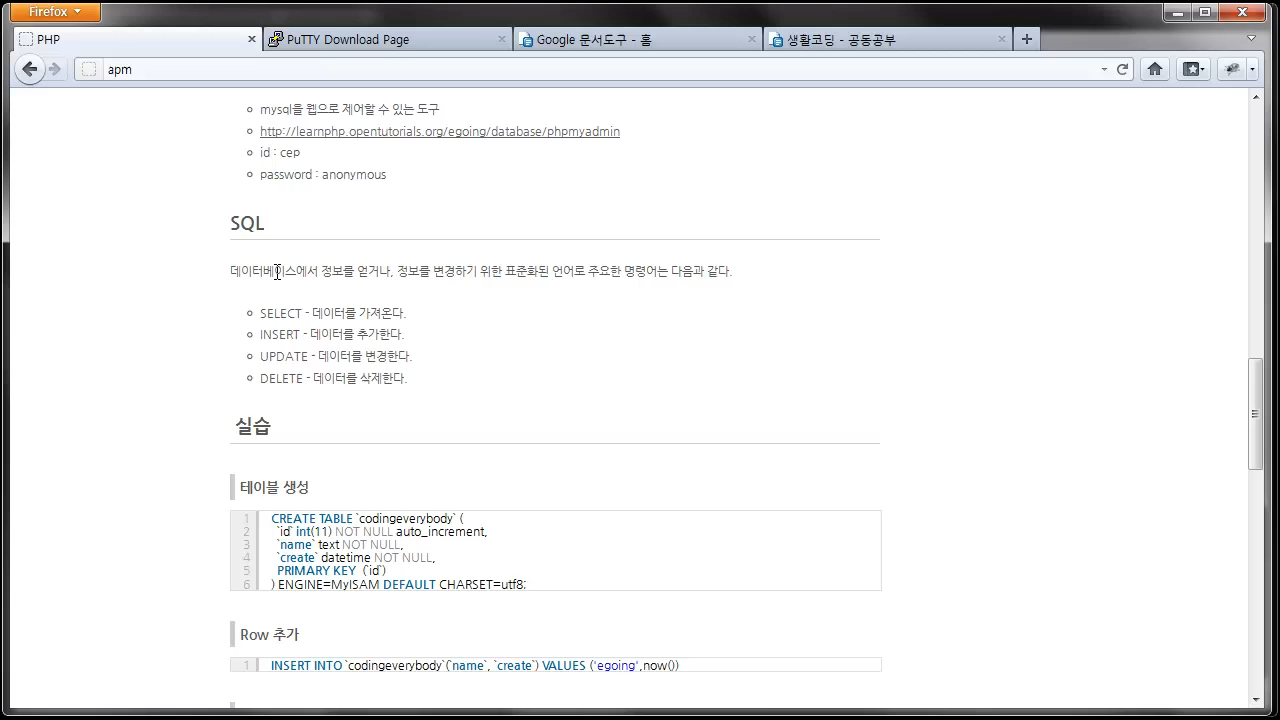 Firefox
PHP
PuTTY Download Page
Google 문서도구 - 홈
생활코딩 - 공동공부
apm
mysql을 웹으로 제어할 수 있는 도구
http://learnphp.opentutorials.org/egoing/database/phpmyadmin
id : cep
password : anonymous
SQL
데이터베이스에서 정보를 얻거나, 정보를 변경하기 위한 표준화된 언어로 주요한 명령어는 다음과 같다.
SELECT - 데이터를 가져온다.
INSERT - 데이터를 추가한다.
UPDATE - 데이터를 변경한다.
DELETE - 데이터를 삭제한다.
실습
테이블 생성
1 CREATE TABLE `codingeverybody` (
2 `id` int(11) NOT NULL auto_increment,
3 `name` text NOT NULL,
4 `create` datetime NOT NULL,
5 PRIMARY KEY (`id`)
6 ) ENGINE=MyISAM DEFAULT CHARSET=utf8;
Row 추가
1 INSERT INTO `codingeverybody`(`name`, `create`) VALUES ('egoing',now())